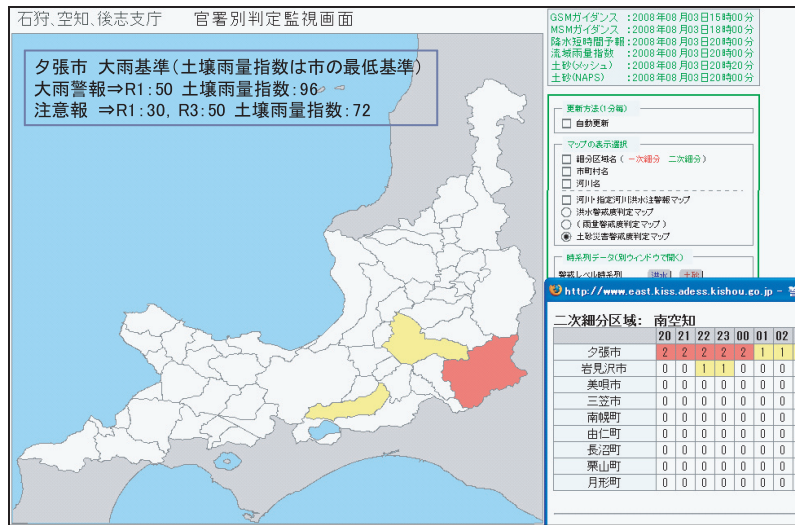 石狩、空知、後志支庁　官署別判定監視画面
夕張市 大雨基準(土壌雨量指数は市の最低基準)
大雨警報⇒R1:50 土壌雨量指数:96
注意報 ⇒R1:30, R3:50 土壌雨量指数:72
GSMガイダンス :2008年08月03日15時00分
MSMガイダンス :2008年08月03日18時00分
降水短時間予報:2008年08月03日20時00分
流域雨量指数 :2008年08月03日20時00分
土砂(メッシュ) :2008年08月03日20時20分
土砂(NAPS) :2008年08月03日20時00分
更新方法(1分毎)
自動更新
マップの表示選択
細分区域名 ( 一次細分 二次細分 )
市町村名
河川名
河川・指定河川洪水注警報マップ
洪水警戒度判定マップ
( 雨量警戒度判定マップ )
土砂災害警戒度判定マップ
時系列データ(別ウィンドウで開く)
警戒レベル時系列 洪水 土砂
http://www.east.kiss.adess.kishou.go.jp - 警
二次細分区域: 南空知
20 21 22 23 00 01 02
夕張市 2 2 2 2 2 1 1
岩見沢市 0 0 1 1 0 0 0
美唄市 0 0 0 0 0 0 0
三笠市 0 0 0 0 0 0 0
南幌町 0 0 0 0 0 0 0
由仁町 0 0 0 0 0 0 0
長沼町 0 0 0 0 0 0 0
栗山町 0 0 0 0 0 0 0
月形町 0 0 0 0 0 0 0